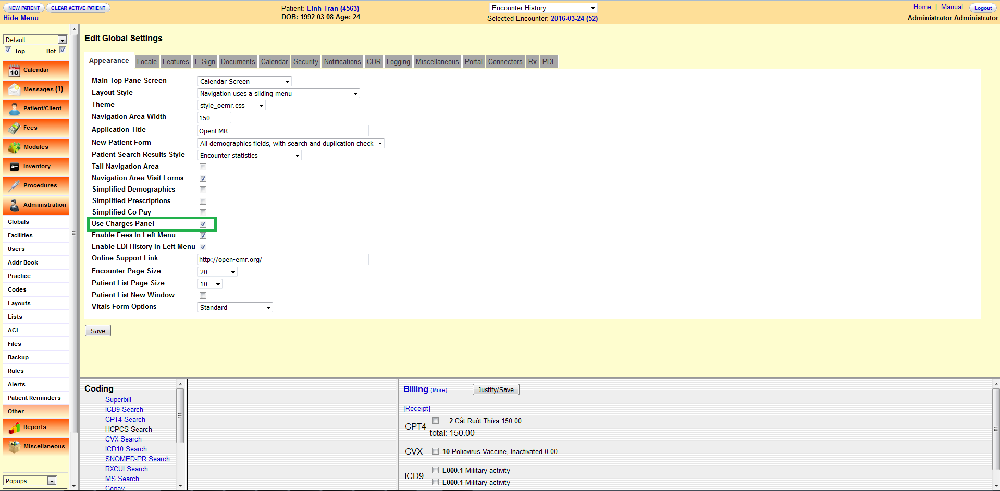 NEW PATIENT CLEAR ACTIVE PATIENT
Hide Menu
Patient: Linh Tran (4563)
DOB: 1992-03-08 Age: 24
Encounter History
Selected Encounter: 2016-03-24 (52)
Home | Manual Logout
Administrator Administrator
Default
Top Bot
Calendar
Messages (1)
Patient/Client
Fees
Modules
Inventory
Procedures
Administration
Globals
Facilities
Users
Addr Book
Practice
Codes
Layouts
Lists
ACL
Files
Backup
Rules
Alerts
Patient Reminders
Other
Reports
Miscellaneous
Popups
Edit Global Settings
Appearance Locale Features E-Sign Documents Calendar Security Notifications CDR Logging Miscellaneous Portal Connectors Rx PDF
Main Top Pane Screen Calendar Screen
Layout Style Navigation uses a sliding menu
Theme style_oemr.css
Navigation Area Width 150
Application Title OpenEMR
New Patient Form All demographics fields, with search and duplication check
Patient Search Results Style Encounter statistics
Tall Navigation Area
Navigation Area Visit Forms
Simplified Demographics
Simplified Prescriptions
Simplified Co-Pay
Use Charges Panel
Enable Fees In Left Menu
Enable EDI History In Left Menu
Online Support Link http://open-emr.org/
Encounter Page Size 20
Patient List Page Size 10
Patient List New Window
Vitals Form Options Standard
Save
Coding
Superbill
ICD9 Search
CPT4 Search
HCPCS Search
CVX Search
ICD10 Search
SNOMED-PR Search
RXCUI Search
MS Search
Copay
Billing (More) Justify/Save
[Receipt]
CPT4 2 Cắt Ruột Thừa 150.00
total: 150.00
CVX 10 Poliovirus Vaccine, Inactivated 0.00
ICD9 E000.1 Military activity
E000.1 Military activity